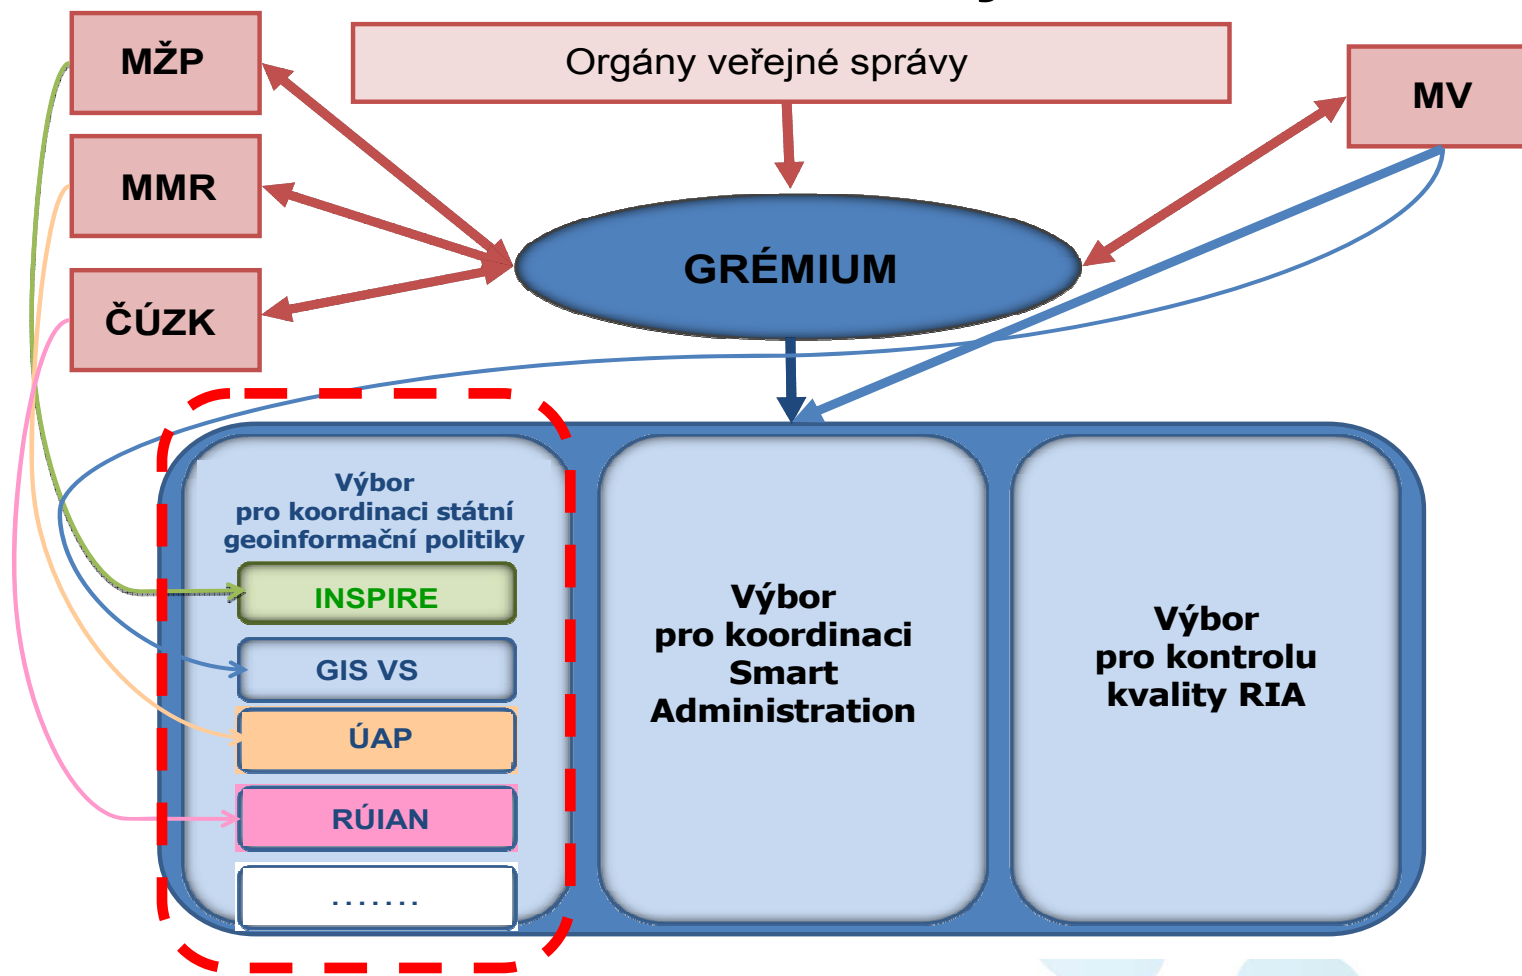 MŽP
Orgány veřejné správy
MV
MMR
GRÉMIUM
ČÚZK
Výbor
pro koordinaci státní
geoinformační politiky
INSPIRE
GIS VS
ÚAP
RÚIAN
.......
Výbor
pro koordinaci
Smart
Administration
Výbor
pro kontrolu
kvality RIA